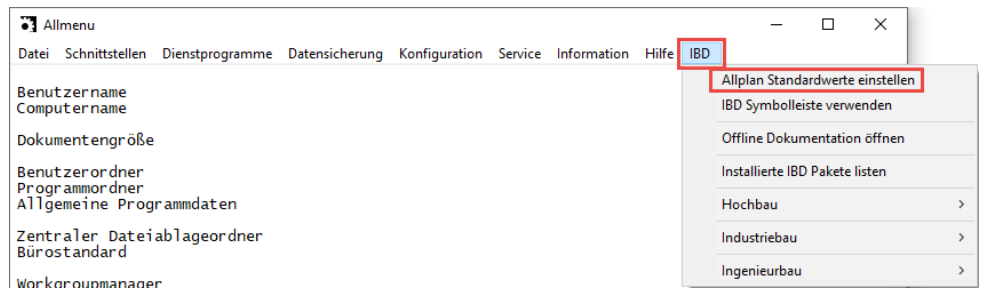 Allmenu
Datei Schnittstellen Dienstprogramme Datensicherung Konfiguration Service Information Hilfe IBD
Allplan Standardwerte einstellen
IBD Symbolleiste verwenden
Offline Dokumentation öffnen
Installierte IBD Pakete listen
Hochbau
Industriebau
Ingenieurbau
Benutzername
Computername
Dokumentengröße
Benutzerordner
Programmordner
Allgemeine Programmdaten
Zentraler Dateiablageordner
Bürostandard
Workgroupmanager